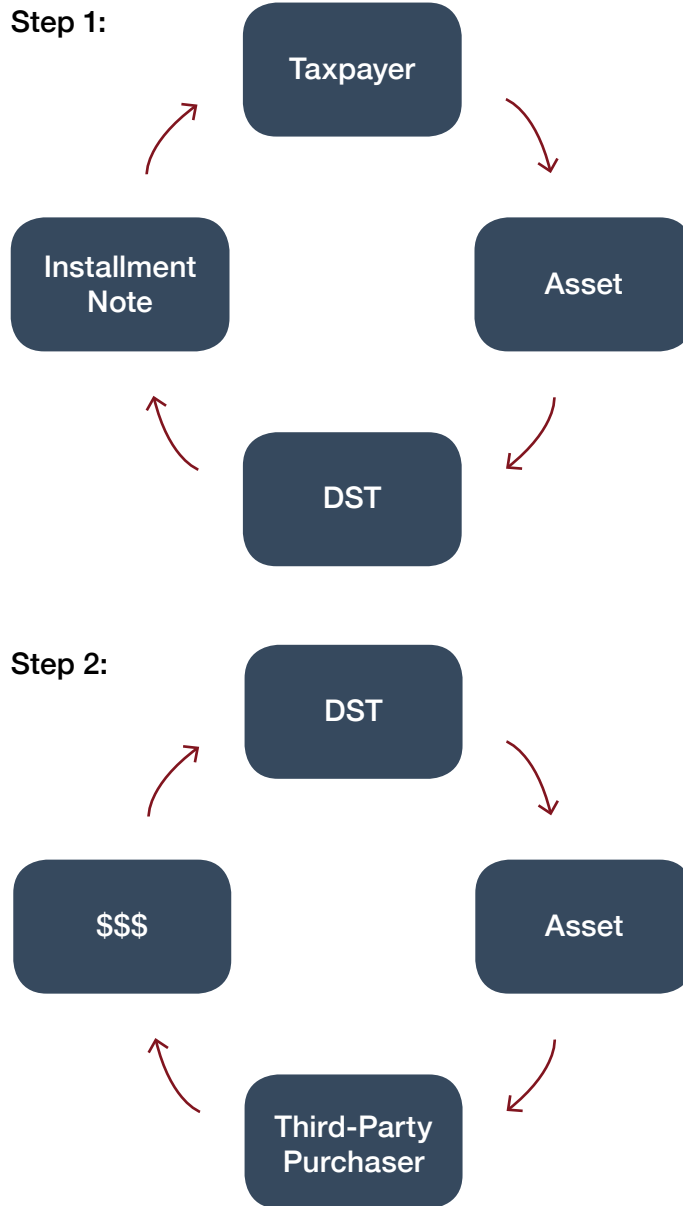 Step 1:
Taxpayer
Installment
Note
Asset
DST
Step 2:
DST
$$$
Asset
Third-Party
Purchaser